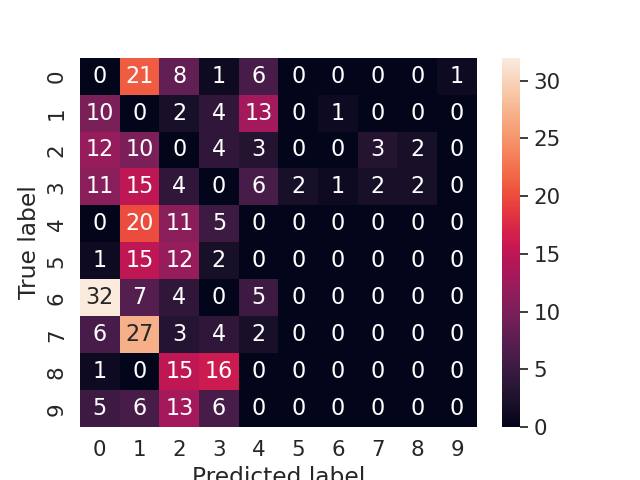 0 0 21 8 1 6 0 0 0 0 1
1 10 0 2 4 13 0 1 0 0 0
2 12 10 0 4 3 0 0 3 2 0
3 11 15 4 0 6 2 1 2 2 0
4 0 20 11 5 0 0 0 0 0 0
5 1 15 12 2 0 0 0 0 0 0
6 32 7 4 0 5 0 0 0 0 0
7 6 27 3 4 2 0 0 0 0 0
8 1 0 15 16 0 0 0 0 0 0
9 5 6 13 6 0 0 0 0 0 0
0 1 2 3 4 5 6 7 8 9
True label
Predicted label
30
25
20
15
10
5
0